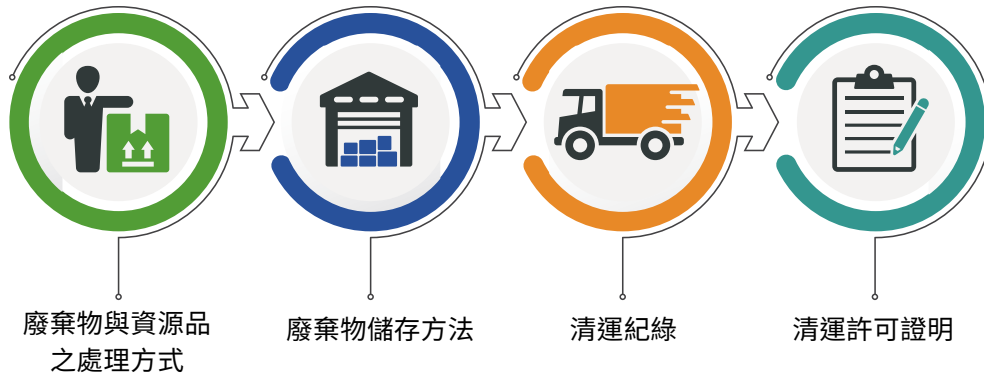 廢棄物與資源品
之處理方式
廢棄物儲存方法
清運紀綠
清運許可證明